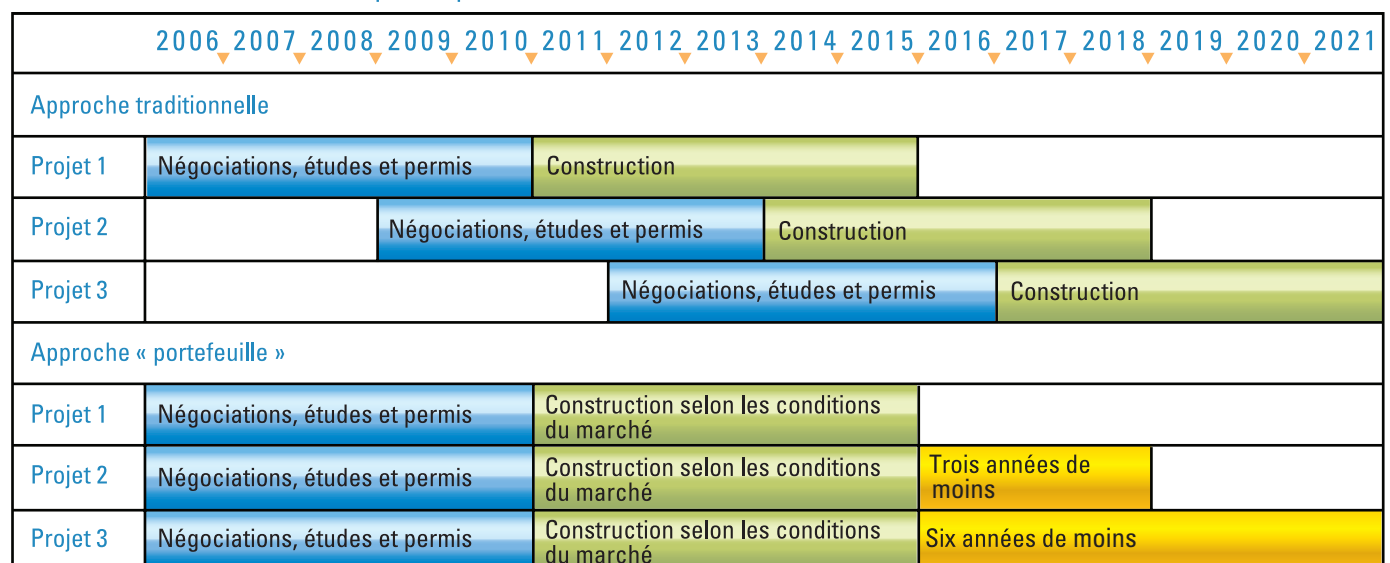 2006 2007 2008 2009 2010 2011 2012 2013 2014 2015 2016 2017 2018 2019 2020 2021
Approche traditionnelle
Projet 1 Négociations, études et permis Construction
Projet 2 Négociations, études et permis Construction
Projet 3 Négociations, études et permis Construction
Approche « portefeuille »
Projet 1 Négociations, études et permis Construction selon les conditions
du marché
Projet 2 Négociations, études et permis Construction selon les conditions
du marché
Trois années de
moins
Projet 3 Négociations, études et permis Construction selon les conditions
du marché
Six années de moins